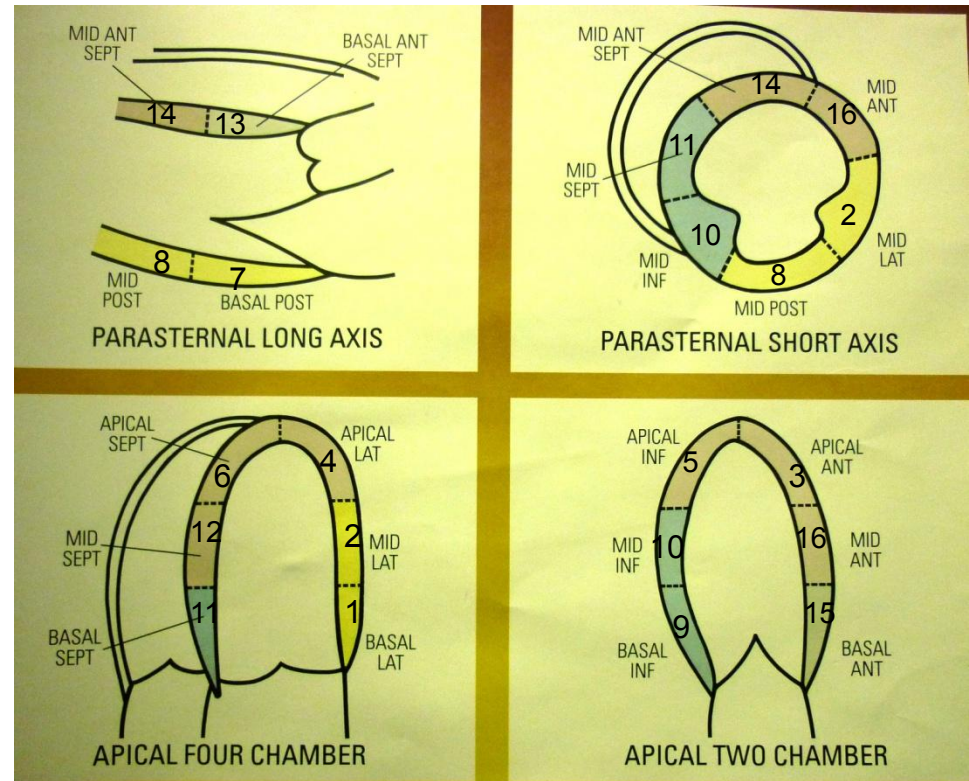 MID ANT
SEPT
BASAL ANT
SEPT
14
13
8
7
MID
POST
BASAL POST
PARASTERNAL LONG AXIS
MID ANT
SEPT
14
MID
ANT
16
11
MID
SEPT
2
10
MID
LAT
MID
INF
8
MID POST
PARASTERNAL SHORT AXIS
APICAL
SEPT
APICAL
LAT
6
4
12
2
MID
SEPT
MID
LAT
11
1
BASAL
SEPT
BASAL
LAT
APICAL FOUR CHAMBER
APICAL
INF
APICAL
ANT
5
3
MID
INF
10
16
MID
ANT
9
15
BASAL
INF
BASAL
ANT
APICAL TWO CHAMBER